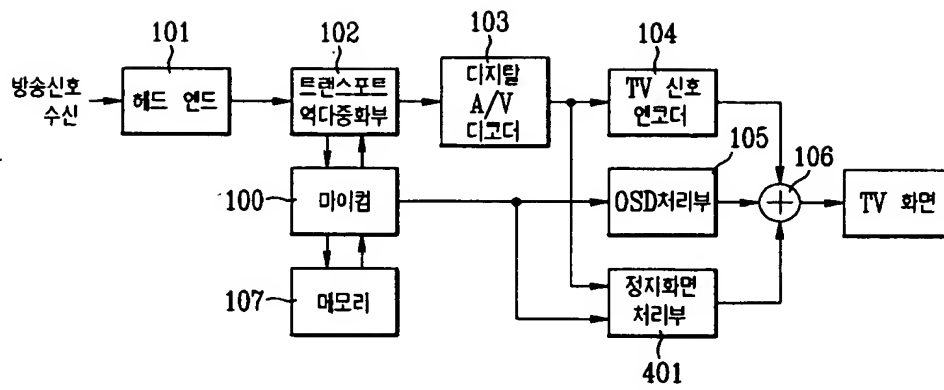 101
102
103
104
방송신호
수신
헤드 엔드
트랜스포트
역다중화부
디지탈
A/V
디코더
TV 신호
엔코더
105
106
100
마이컴
OSD처리부
TV 화면
107
메모리
정지화면
처리부
401